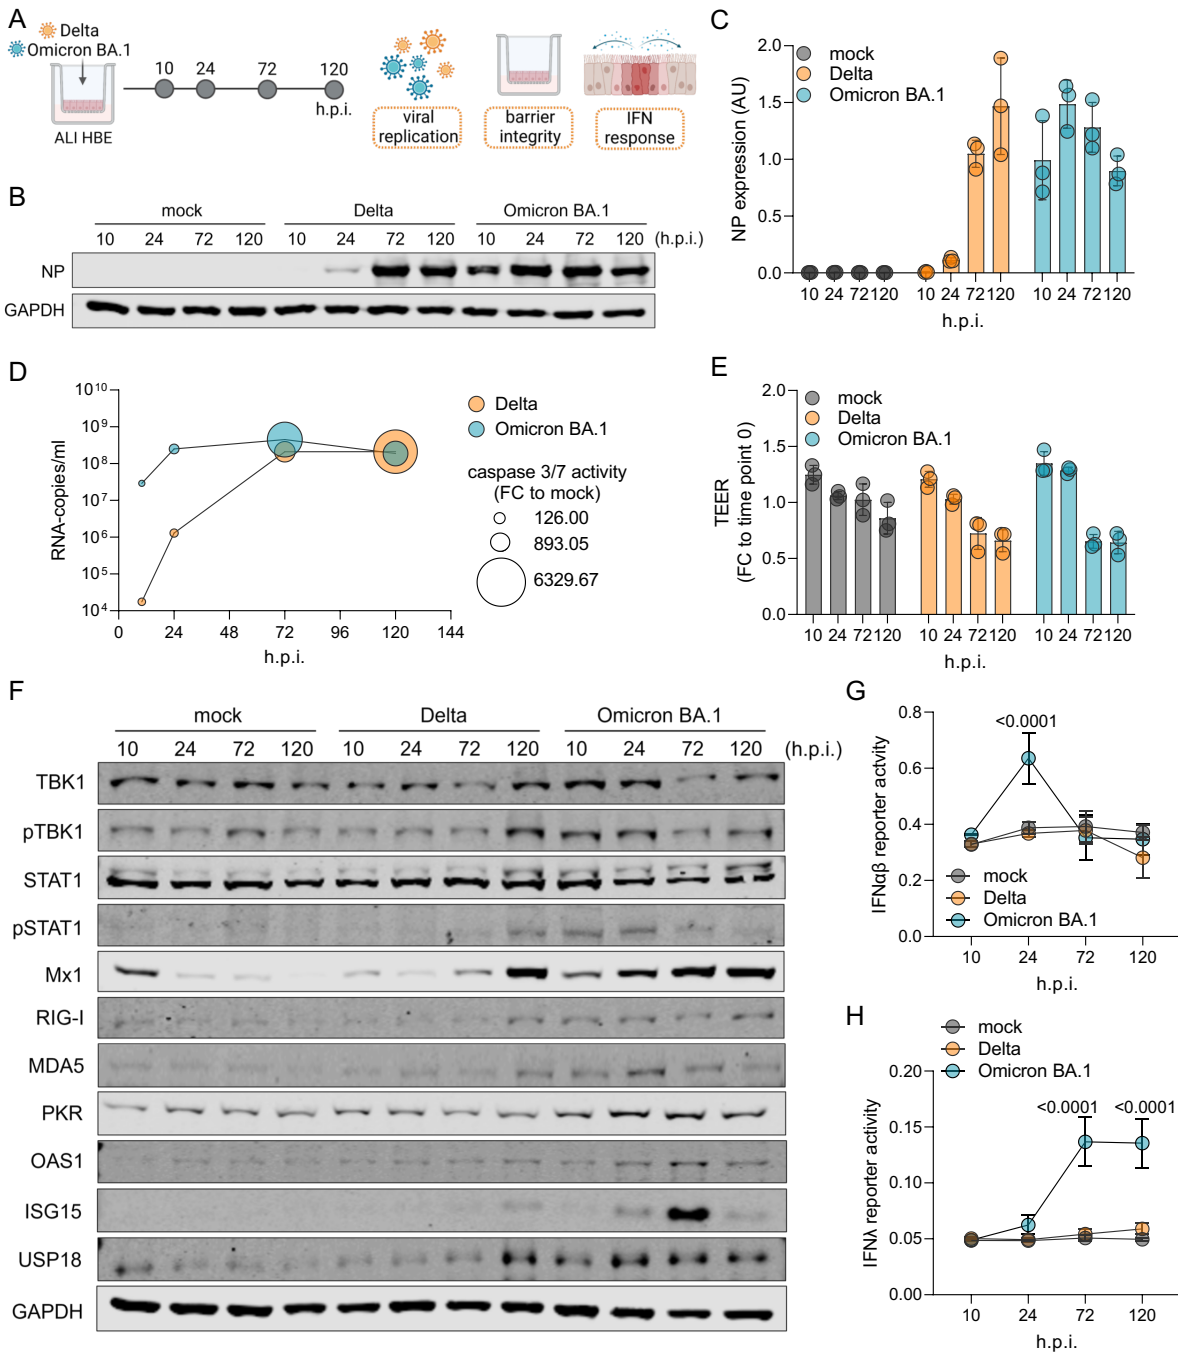 A
Delta
Omicron BA.1
10 24 72 120
h.p.i.
ALI HBE
viral
replication
barrier
integrity
IFN
response
B
mock Delta Omicron BA.1
10 24 72 120 10 24 72 120 10 24 72 120 (h.p.i.)
NP
GAPDH
C
mock
Delta
Omicron BA.1
NP expression (AU)
2.0
1.5
1.0
0.5
0.0
10 24 72 120 10 24 72 120 10 24 72 120
h.p.i.
D
RNA-copies/ml
10¹⁰
10⁹
10⁸
10⁷
10⁶
10⁵
10⁴
0 24 48 72 96 120 144
h.p.i.
Delta
Omicron BA.1
caspase 3/7 activity
(FC to mock)
126.00
893.05
6329.67
E
mock
Delta
Omicron BA.1
TEER
(FC to time point 0)
2.0
1.5
1.0
0.5
0.0
10 24 72 120 10 24 72 120 10 24 72 120
h.p.i.
F
mock Delta Omicron BA.1
10 24 72 120 10 24 72 120 10 24 72 120 (h.p.i.)
TBK1
pTBK1
STAT1
pSTAT1
Mx1
RIG-I
MDA5
PKR
OAS1
ISG15
USP18
GAPDH
G
IFNαβ reporter actvity
0.8
0.6
0.4
0.2
0.0
<0.0001
mock
Delta
Omicron BA.1
10 24 72 120
h.p.i.
H
mock
Delta
Omicron BA.1
IFNλ reporter activity
0.20
0.15
0.10
0.05
0.00
<0.0001 <0.0001
10 24 72 120
h.p.i.